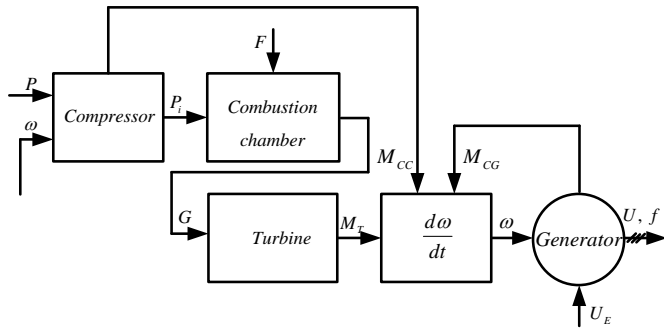 F
P
Compressor
P_i
Combustion
chamber
ω
M_CC
M_CG
G
Turbine
M_T
dω
dt
ω
Generator
U, f
U_E